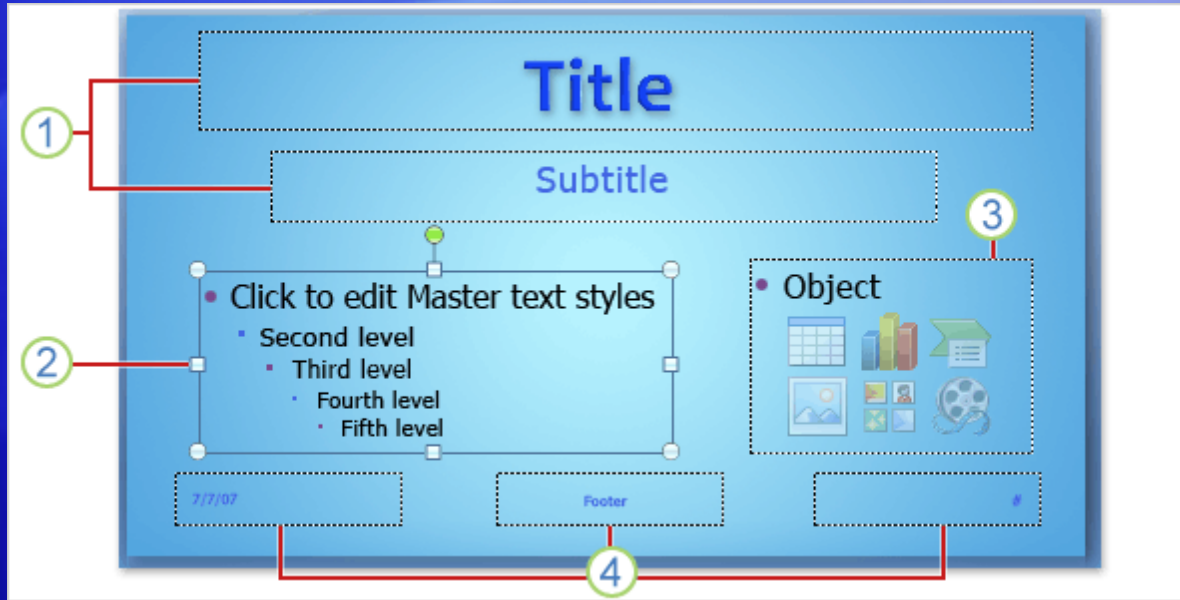 Title
1
Subtitle
3
Click to edit Master text styles
Second level
Third level
Fourth level
Fifth level
Object
2
7/7/07
Footer
#
4